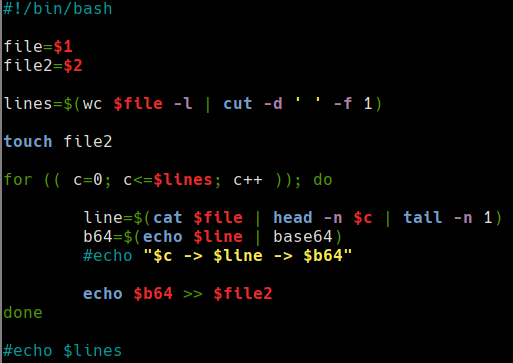 #!/bin/bash
file=$1
file2=$2
lines=$(wc $file -l | cut -d ' ' -f 1)
touch file2
for (( c=0; c<=$lines; c++ )); do
line=$(cat $file | head -n $c | tall -n 1)
b64=$(echo $line | base64)
#echo "$c -> $line -> $b64"
echo $b64 >> $file2
done
#echo $lines